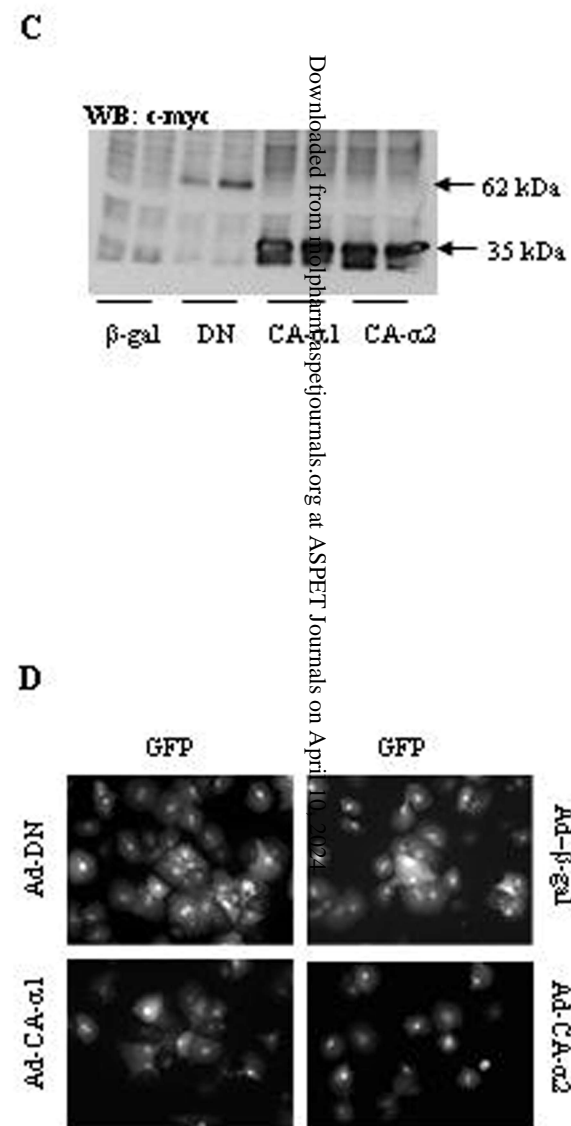 C
WB: c-myc
62 kDa
35 kDa
β-gal DN CA-α1 CA-α2
Downloaded from molpharm.aspetjournals.org at ASPET Journals on April 10, 2024
D
GFP GFP
Ad-DN
Ad-β-gal
Ad-CA-α1
Ad-CA-α2